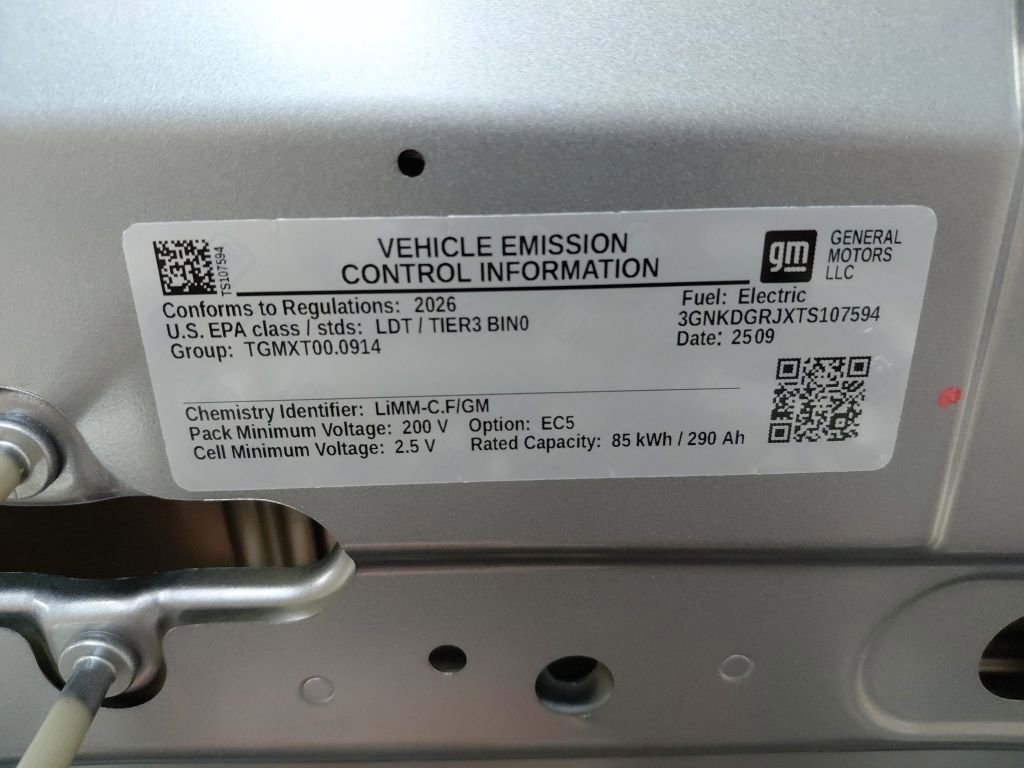 TS107594
VEHICLE EMISSION
CONTROL INFORMATION
gm
GENERAL
MOTORS
LLC
Conforms to Regulations: 2026
U.S. EPA class / stds: LDT / TIER3 BIN0
Group: TGMXT00.0914
Fuel: Electric
3GNKDGRJXTS107594
Date: 2509
Chemistry Identifier: LiMM-C.F/GM
Pack Minimum Voltage: 200 V Option: EC5
Cell Minimum Voltage: 2.5 V Rated Capacity: 85 kWh / 290 Ah